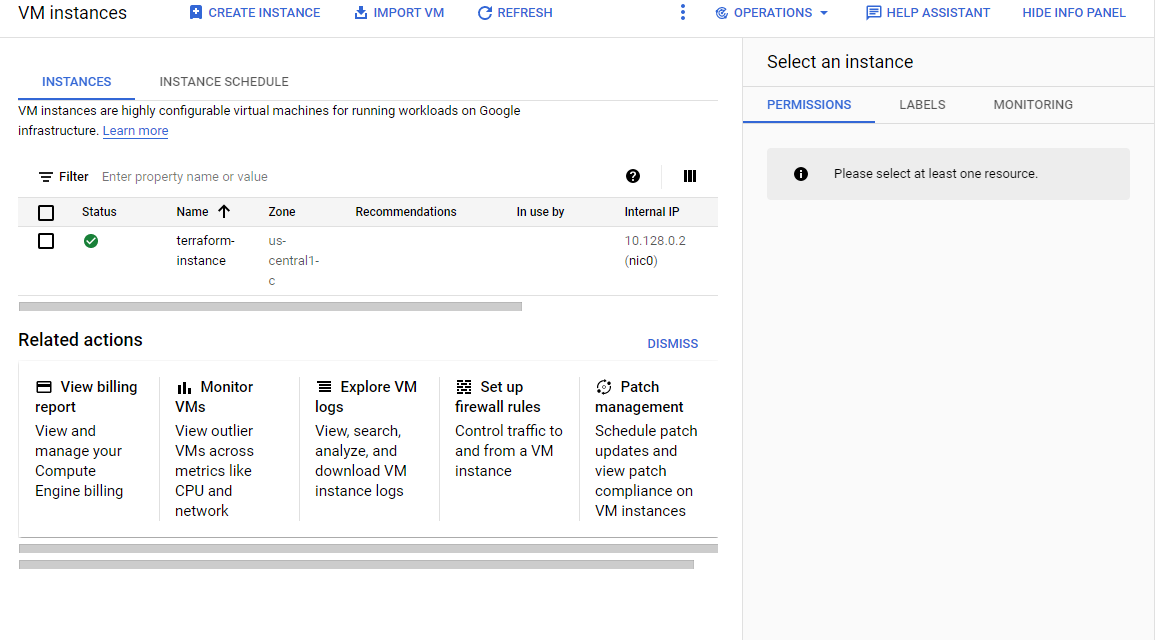 VM instances
CREATE INSTANCE
IMPORT VM
REFRESH
OPERATIONS
HELP ASSISTANT
HIDE INFO PANEL
INSTANCES
INSTANCE SCHEDULE
VM instances are highly configurable virtual machines for running workloads on Google
infrastructure. Learn more
Filter Enter property name or value
Status Name Zone Recommendations In use by Internal IP
terraform-
instance
us-
central1-
c
10.128.0.2
(nic0)
Related actions
DISMISS
View billing
report
View and
manage your
Compute
Engine billing
Monitor
VMs
View outlier
VMs across
metrics like
CPU and
network
Explore VM
logs
View, search,
analyze, and
download VM
instance logs
Set up
firewall rules
Control traffic to
and from a VM
instance
Patch
management
Schedule patch
updates and
view patch
compliance on
VM instances
Select an instance
PERMISSIONS
LABELS
MONITORING
Please select at least one resource.